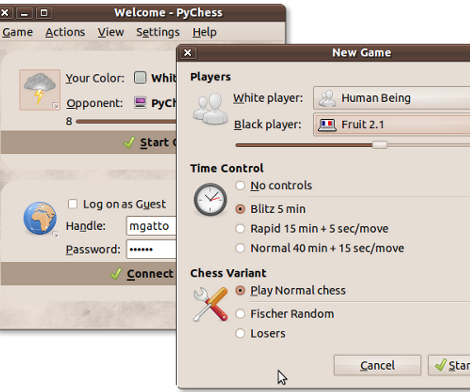 Welcome - PyChess
Game Actions View Settings Help
Your Color: Whit
Opponent: PyCh
8
Start G
Log on as Guest
Handle: mgatto
Password: ••••••
Connect
New Game
Players
White player: Human Being
Black player: Fruit 2.1
Time Control
No controls
Blitz 5 min
Rapid 15 min + 5 sec/move
Normal 40 min + 15 sec/move
Chess Variant
Play Normal chess
Fischer Random
Losers
Cancel
Star